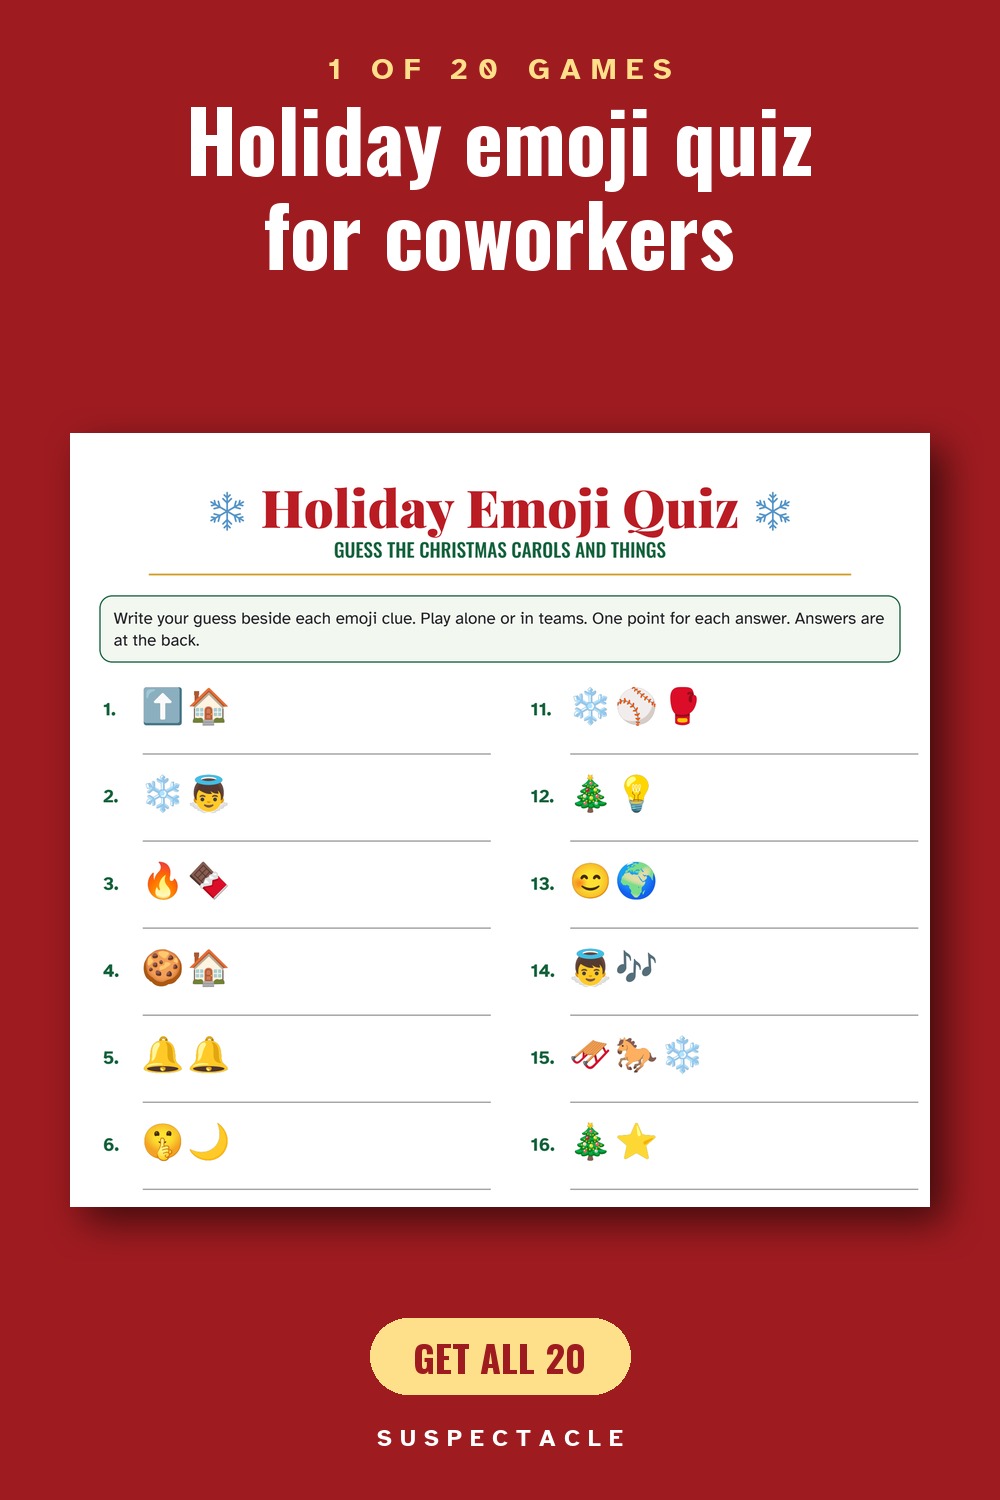 1 OF 20 GAMES
Holiday emoji quiz
for coworkers
Holiday Emoji Quiz
GUESS THE CHRISTMAS CAROLS AND THINGS
Write your guess beside each emoji clue. Play alone or in teams. One point for each answer. Answers are
at the back.
1.
2.
3.
4.
5.
6.
11.
12.
13.
14.
15.
16.
GET ALL 20
SUSPECTACLE